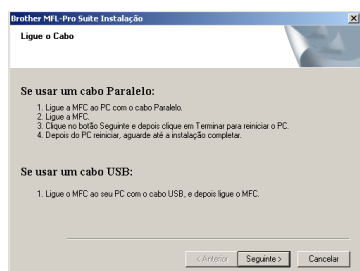 Brother MFL-Pro Suite Instalação
Ligue o Cabo
Se usar um cabo Paralelo:
1. Ligue a MFC ao PC com o cabo Paralelo.
2. Ligue a MFC.
3. Clique no botão Seguinte e depois clique em Terminar para reiniciar o PC.
4. Depois do PC reiniciar, aguarde até a instalação completar.
Se usar um cabo USB:
1. Ligue o MFC ao seu PC com o cabo USB, e depois ligue o MFC.
< Anterior Seguinte > Cancelar